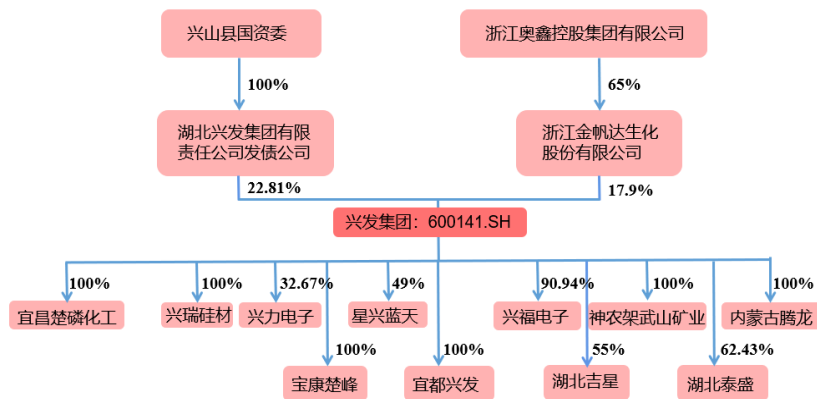 兴山县国资委
浙江奥鑫控股集团有限公司
100%
65%
湖北兴发集团有限
责任公司发债公司
浙江金帆达生化
股份有限公司
22.81%
17.9%
兴发集团：600141.SH
100%
100%
32.67%
49%
90.94%
100%
100%
宜昌楚磷化工
兴瑞硅材
兴力电子
星兴蓝天
兴福电子
神农架武山矿业
内蒙古腾龙
100%
100%
55%
62.43%
宝康楚峰
宜都兴发
湖北吉星
湖北泰盛